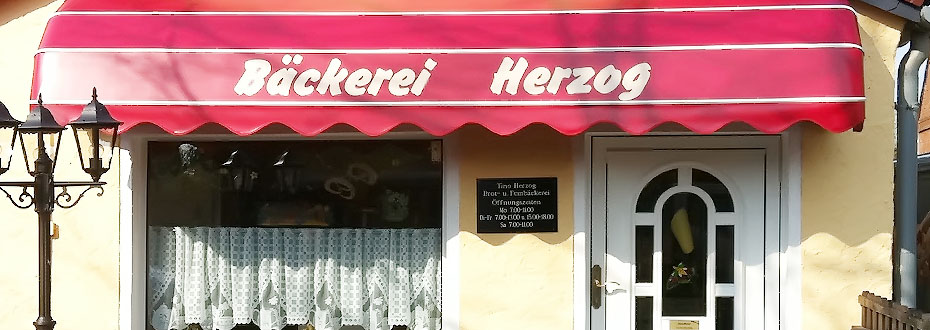 Bäckerei Herzog
Tino Herzog
Brot- u. Feinbäckerei
Öffnungszeiten
Mo 7.00-11.00
Di-Fr 7.00-13.00 u. 15.00-18.00
Sa 7.00-11.00